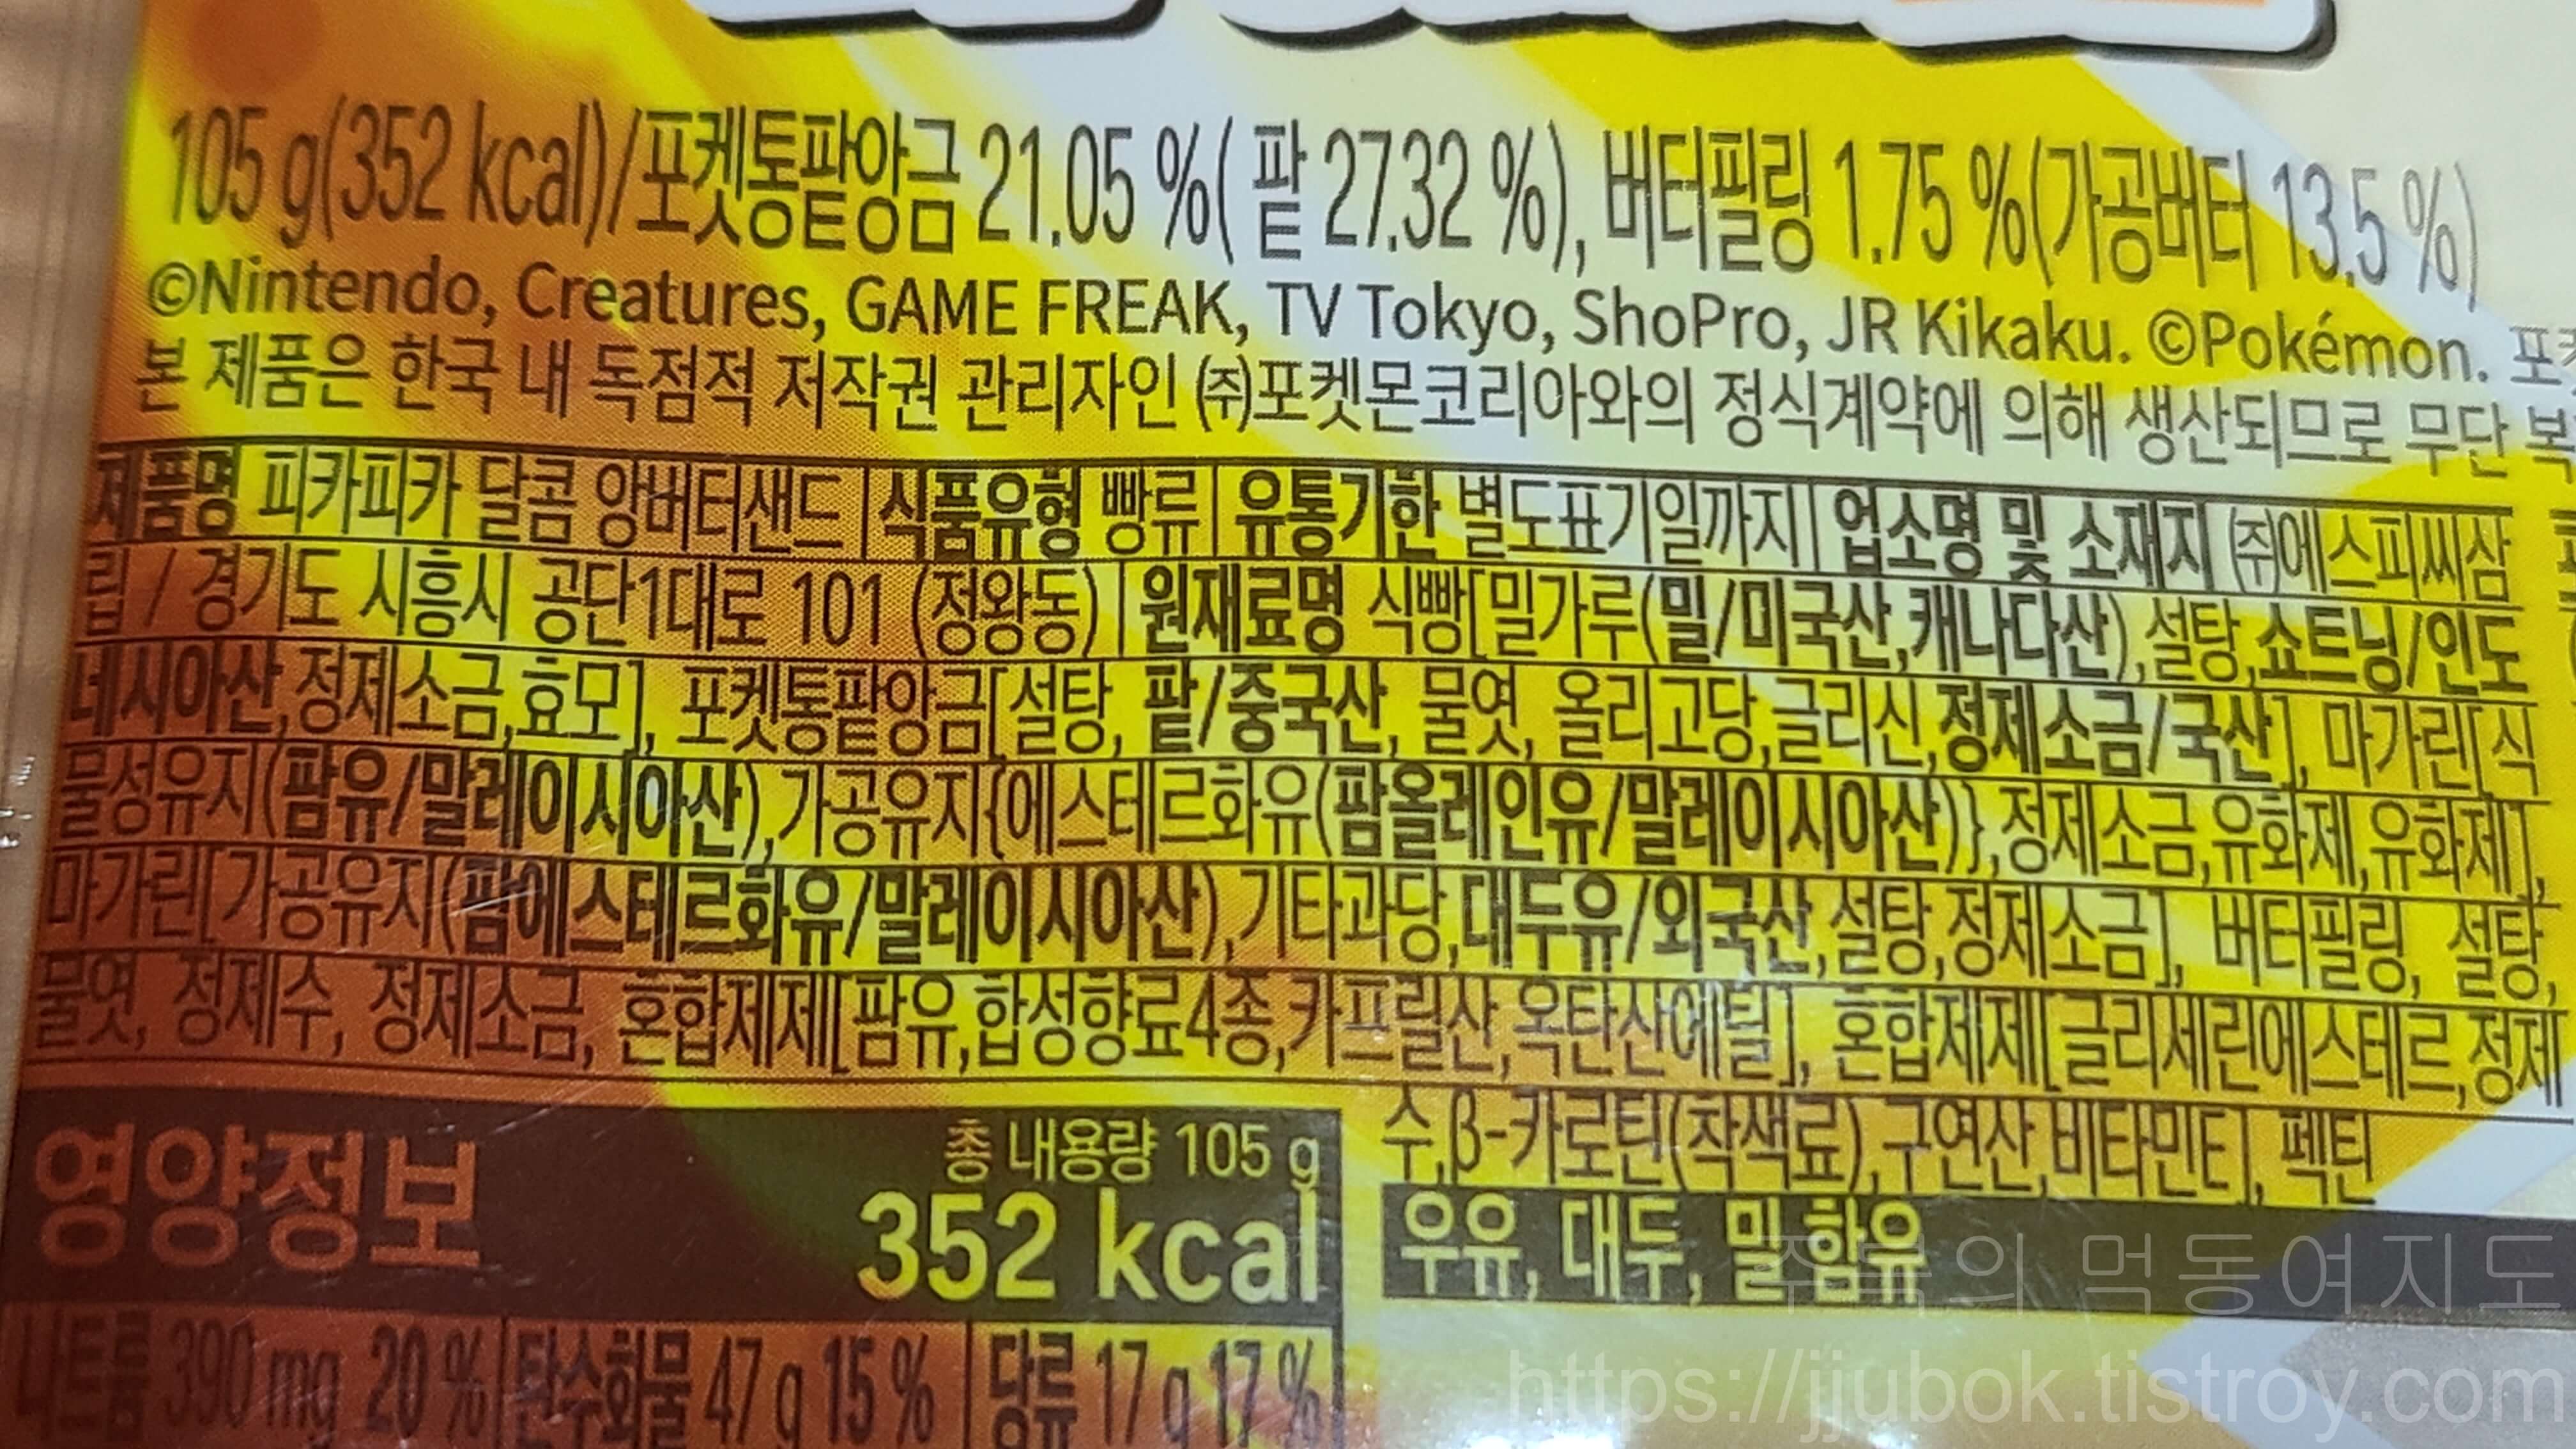 105 g(352 kcal)/포켓통팥앙금 21.05 %( 팥 27.32 %), 버터필링 1.75 %(가공버터 13.5 %)
©Nintendo, Creatures, GAME FREAK, TV Tokyo, ShoPro, JR Kikaku. ©Pokémon.
본 제품은 한국 내 독점적 저작권 관리자인 ㈜포켓몬코리아와의 정식계약에 의해 생산되므로 무단 복
제품명 피카피카 달콤 앙버터샌드 | 식품유형 빵류 | 유통기한 별도표기일까지 | 업소명 및 소재지 ㈜에스피씨삼
립 / 경기도 시흥시 공단1대로 101 (정왕동) | 원재료명 식빵[밀가루(밀/미국산,캐나다산),설탕,쇼트닝/인도
네시아산,정제소금,효모], 포켓통팥앙금[설탕, 팥/중국산, 물엿, 올리고당,글리신,정제소금/국산], 마가린[식
물성유지(팜유/말레이시아산),가공유지{에스테르화유(팜올레인유/말레이시아산)},정제소금,유화제,유화제],
마가린[가공유지(팜에스테르화유/말레이시아산),기타과당,대두유/외국산,설탕,정제소금], 버터필링, 설탕,
물엿, 정제수, 정제소금, 혼합제제[팜유,합성향료4종,카프릴산,옥탄산에틸], 혼합제제[글리세린에스테르,정제
수,β-카로틴(착색료),구연산,비타민E], 펙틴
우유, 대두, 밀 함유
영양정보
총 내용량 105 g
352 kcal
나트륨 390 mg 20 % | 탄수화물 47 g 15 % | 당류 17 g 17 %
쭈복의 먹동여지도
https://jjubok.tistroy.com